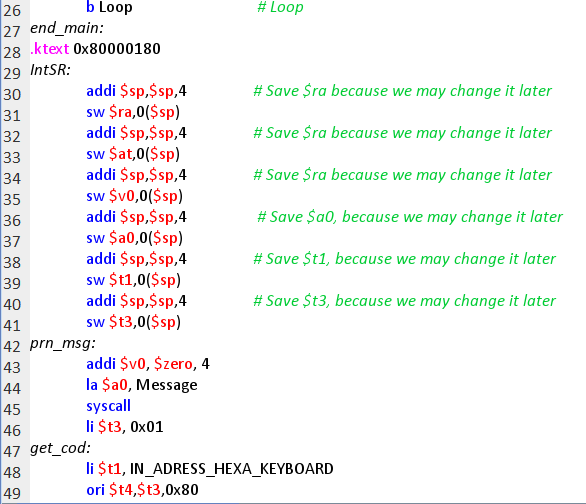 26 b Loop # Loop
27 end_main:
28 .ktext 0x80000180
29 IntSR:
30 addi $sp,$sp,4 # Save $ra because we may change it later
31 sw $ra,0($sp)
32 addi $sp,$sp,4 # Save $ra because we may change it later
33 sw $at,0($sp)
34 addi $sp,$sp,4 # Save $ra because we may change it later
35 sw $v0,0($sp)
36 addi $sp,$sp,4 # Save $a0, because we may change it later
37 sw $a0,0($sp)
38 addi $sp,$sp,4 # Save $t1, because we may change it later
39 sw $t1,0($sp)
40 addi $sp,$sp,4 # Save $t3, because we may change it later
41 sw $t3,0($sp)
42 prn_msg:
43 addi $v0, $zero, 4
44 la $a0, Message
45 syscall
46 li $t3, 0x01
47 get_cod:
48 li $t1, IN_ADRESS_HEXA_KEYBOARD
49 ori $t4,$t3,0x80